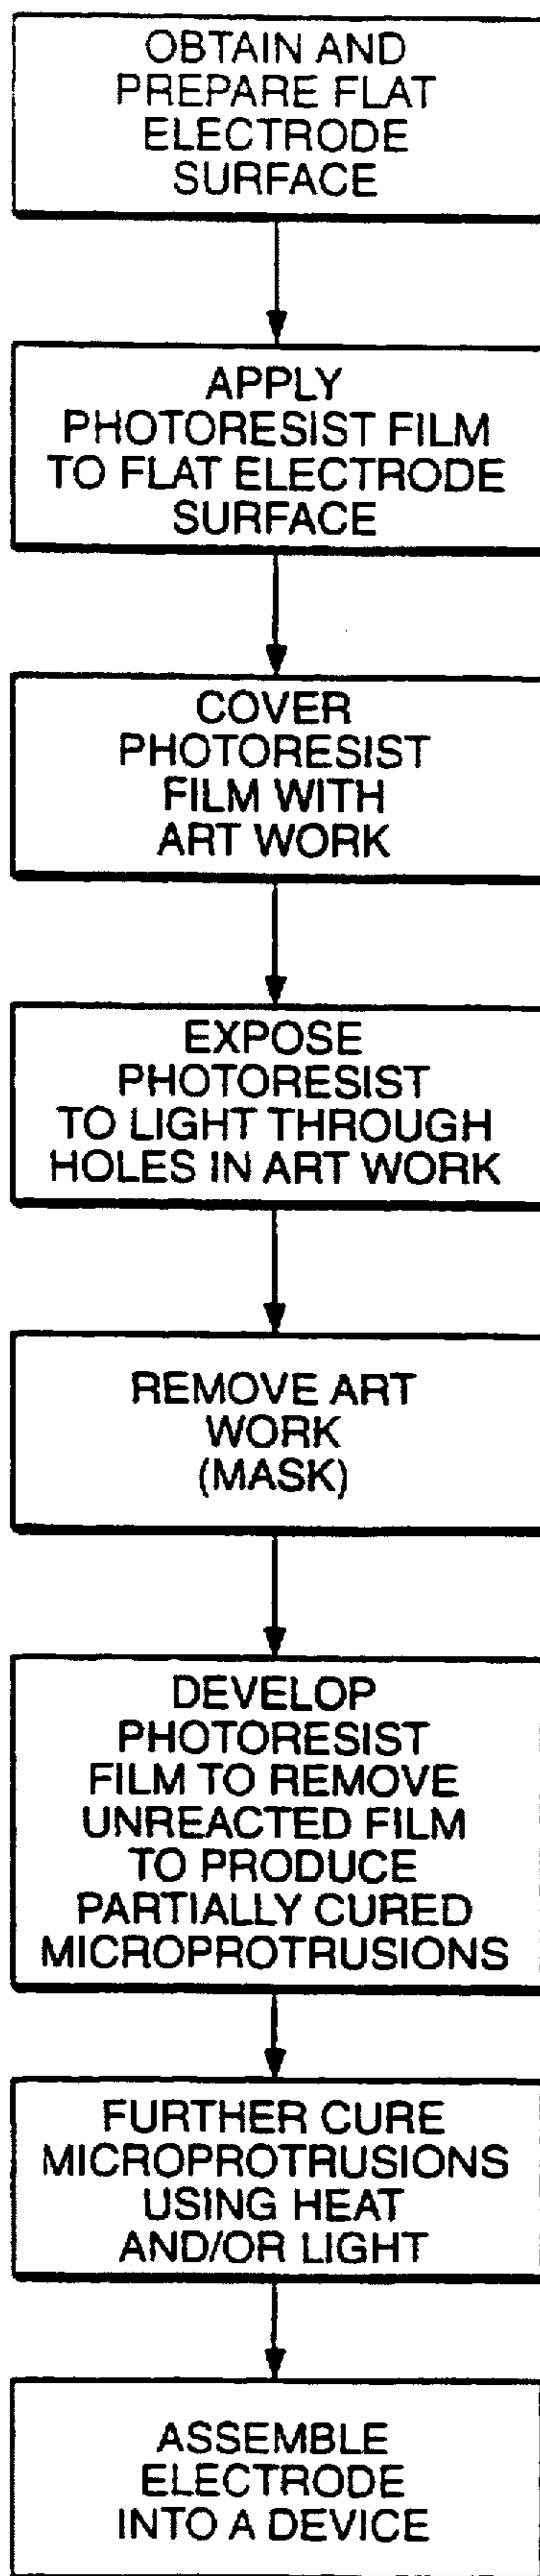 OBTAIN AND
PREPARE FLAT
ELECTRODE
SURFACE
APPLY
PHOTORESIST FILM
TO FLAT ELECTRODE
SURFACE
COVER
PHOTORESIST
FILM WITH
ART WORK
EXPOSE
PHOTORESIST
TO LIGHT THROUGH
HOLES IN ART WORK
REMOVE ART
WORK
(MASK)
DEVELOP
PHOTORESIST
FILM TO REMOVE
UNREACTED FILM
TO PRODUCE
PARTIALLY CURED
MICROPROTRUSIONS
FURTHER CURE
MICROPROTRUSIONS
USING HEAT
AND/OR LIGHT
ASSEMBLE
ELECTRODE
INTO A DEVICE